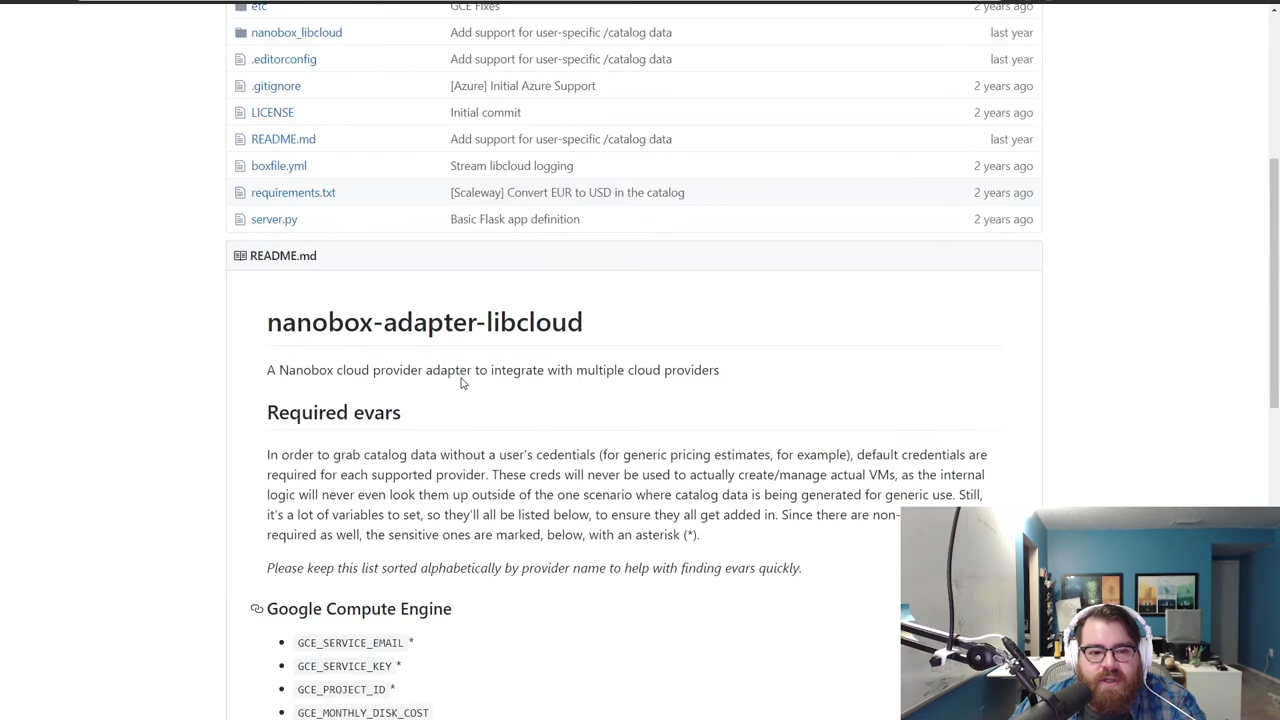 etc GCE Fixes 2 years ago
nanobox_libcloud Add support for user-specific /catalog data last year
.editorconfig Add support for user-specific /catalog data last year
.gitignore [Azure] Initial Azure Support 2 years ago
LICENSE Initial commit 2 years ago
README.md Add support for user-specific /catalog data last year
boxfile.yml Stream libcloud logging 2 years ago
requirements.txt [Scaleway] Convert EUR to USD in the catalog 2 years ago
server.py Basic Flask app definition 2 years ago
README.md
nanobox-adapter-libcloud
A Nanobox cloud provider adapter to integrate with multiple cloud providers
Required evars
In order to grab catalog data without a user's cedentials (for generic pricing estimates, for example), default credentials are
required for each supported provider. These creds will never be used to actually create/manage actual VMs, as the internal
logic will never even look them up outside of the one scenario where catalog data is being generated for generic use. Still,
it's a lot of variables to set, so they'll all be listed below, to ensure they all get added in. Since there are non-
required as well, the sensitive ones are marked, below, with an asterisk (*).
Please keep this list sorted alphabetically by provider name to help with finding evars quickly.
Google Compute Engine
• GCE_SERVICE_EMAIL *
• GCE_SERVICE_KEY *
• GCE_PROJECT_ID *
• GCE_MONTHLY_DISK_COST